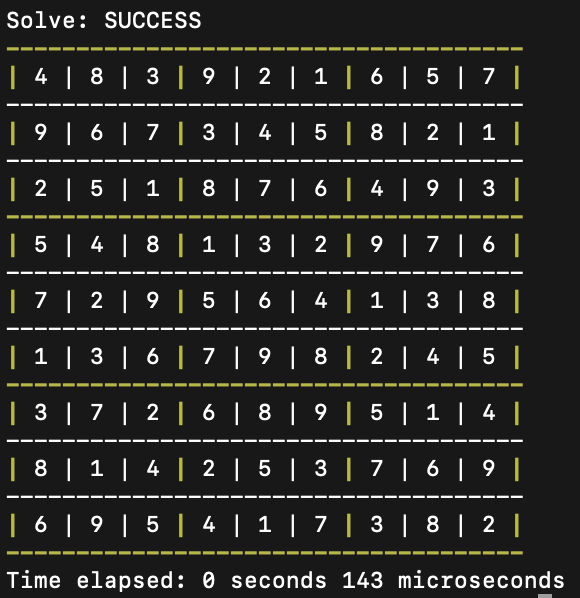 Solve: SUCCESS
| 4 | 8 | 3 | 9 | 2 | 1 | 6 | 5 | 7 |
| 9 | 6 | 7 | 3 | 4 | 5 | 8 | 2 | 1 |
| 2 | 5 | 1 | 8 | 7 | 6 | 4 | 9 | 3 |
| 5 | 4 | 8 | 1 | 3 | 2 | 9 | 7 | 6 |
| 7 | 2 | 9 | 5 | 6 | 4 | 1 | 3 | 8 |
| 1 | 3 | 6 | 7 | 9 | 8 | 2 | 4 | 5 |
| 3 | 7 | 2 | 6 | 8 | 9 | 5 | 1 | 4 |
| 8 | 1 | 4 | 2 | 5 | 3 | 7 | 6 | 9 |
| 6 | 9 | 5 | 4 | 1 | 7 | 3 | 8 | 2 |
Time elapsed: 0 seconds 143 microseconds